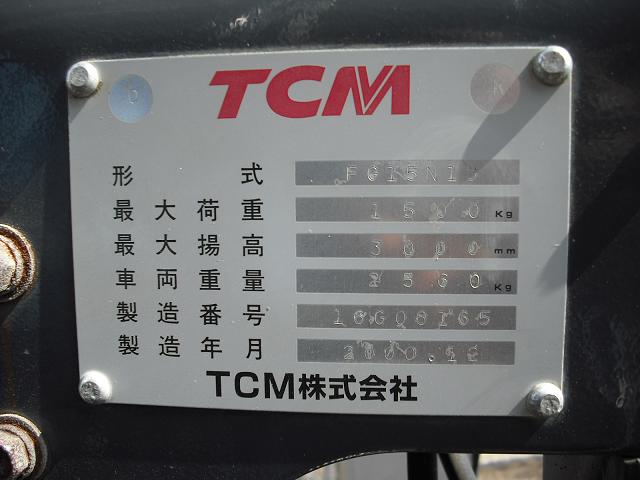 TCM
形式
最大荷重 1500 Kg
最大揚高 3000 mm
車両重量 2560 Kg
製造番号
製造年月
TCM株式会社